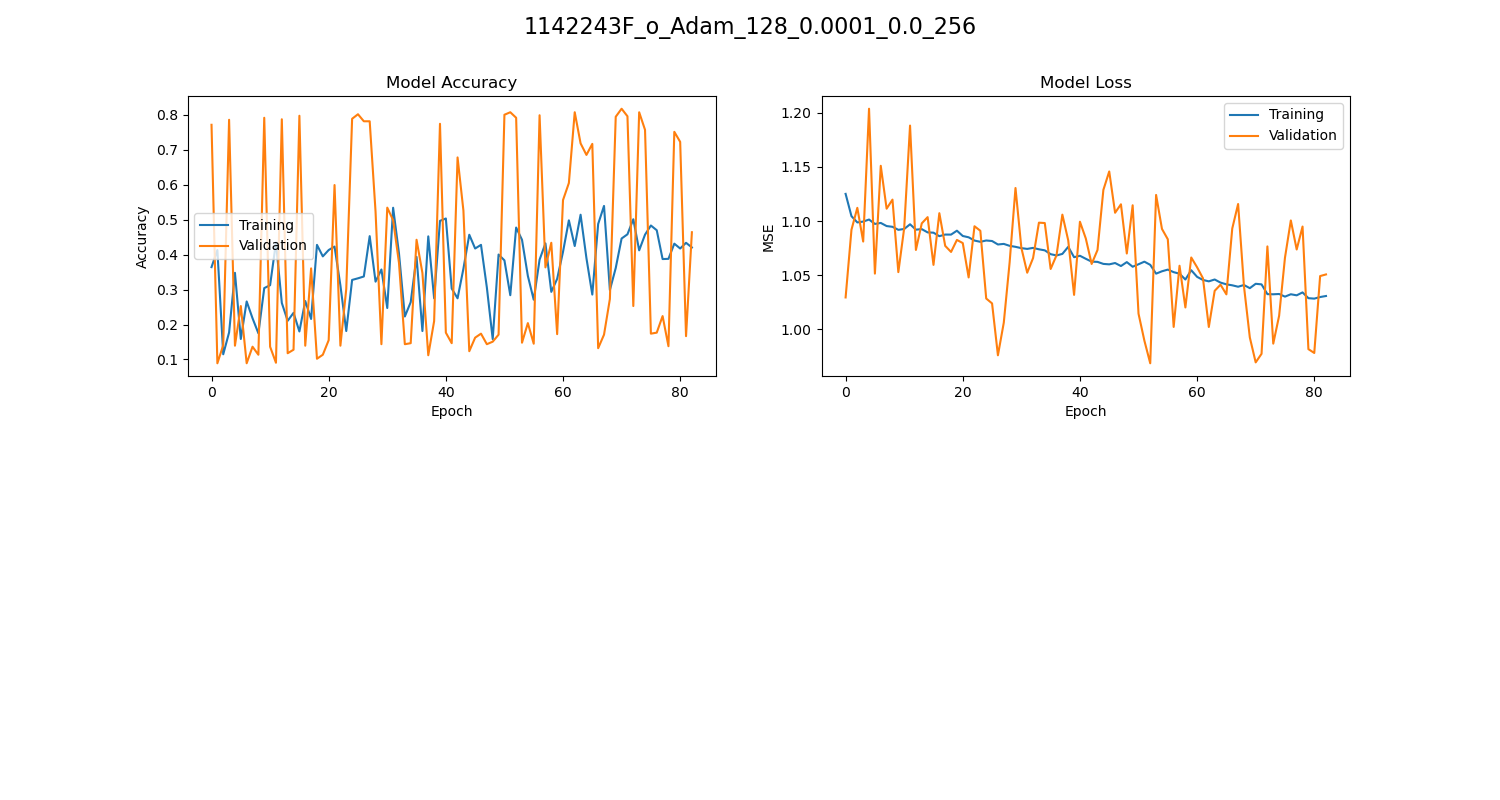 1142243F_o_Adam_128_0.0001_0.0_256
Model Accuracy
Accuracy
0.8
0.7
0.6
0.5
0.4
0.3
0.2
0.1
Training
Validation
0 20 40 60 80
Epoch
Model Loss
MSE
1.20
1.15
1.10
1.05
1.00
Training
Validation
0 20 40 60 80
Epoch